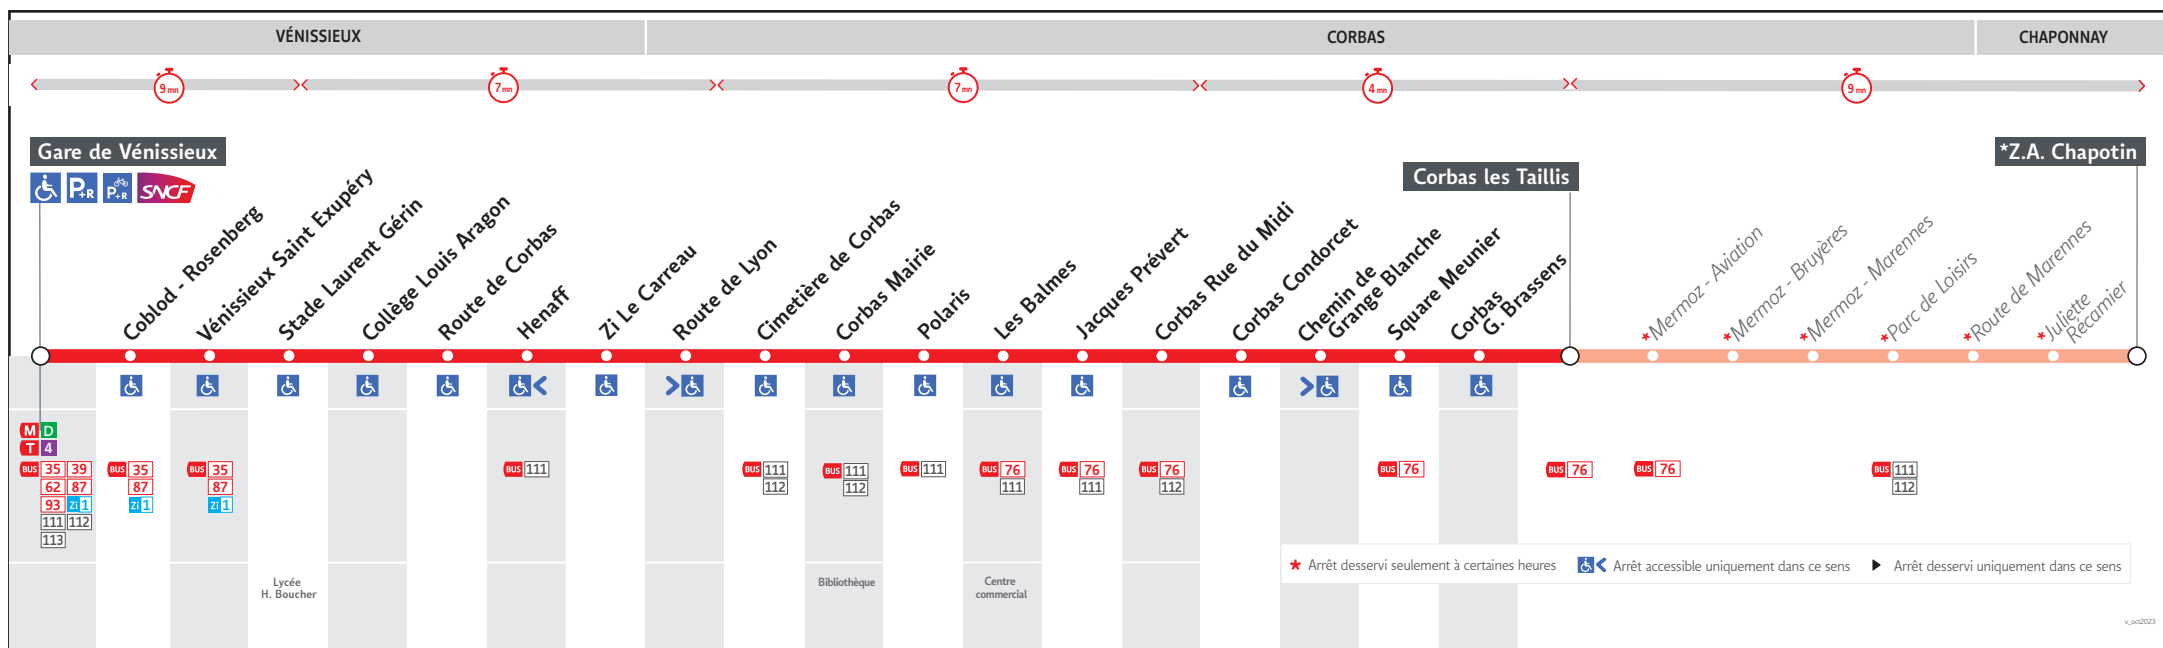 VÉNISSIEUX
CORBAS
CHAPONNAY
9 mn
7 mn
7 mn
4 mn
9 mn
Gare de Vénissieux
P+R
P+R
SNCF
Coblod - Rosenberg
Vénissieux Saint Exupéry
Stade Laurent Gérin
Collège Louis Aragon
Route de Corbas
Henaff
Zi Le Carreau
Route de Lyon
Cimetière de Corbas
Corbas Mairie
Polaris
Les Balmes
Jacques Prévert
Corbas Rue du Midi
Corbas Condorcet
Chemin de
Grange Blanche
Square Meunier
Corbas
G. Brassens
Corbas les Taillis
*Mermoz - Aviation
*Mermoz - Bruyères
*Mermoz - Marennes
*Parc de Loisirs
*Route de Marennes
*Juliette
Récamier
*Z.A. Chapotin
M D
T 4
BUS 35 39
62 87
93 Zi 1
111 112
113
BUS 35
87
Zi 1
BUS 35
87
Zi 1
BUS 111
BUS 111
112
BUS 111
112
BUS 111
BUS 76
111
BUS 76
111
BUS 76
112
BUS 76
BUS 76
BUS 76
BUS 111
112
Lycée
H. Boucher
Bibliothèque
Centre
commercial
* Arrêt desservi seulement à certaines heures
Arrêt accessible uniquement dans ce sens
Arrêt desservi uniquement dans ce sens
v_oct2023